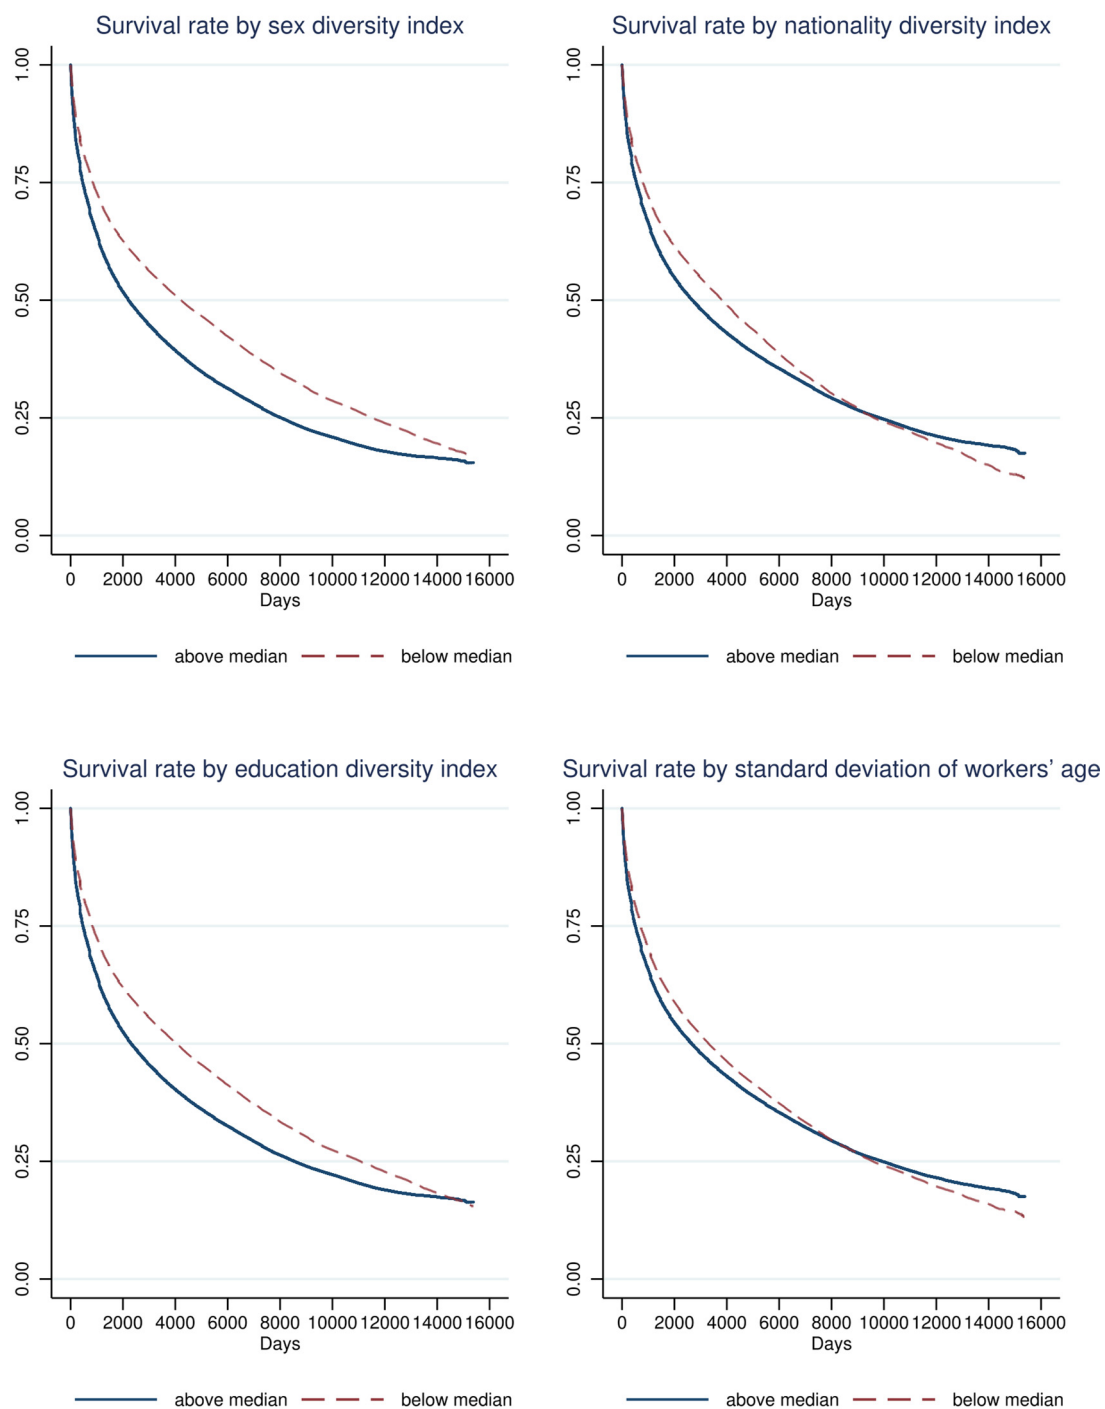 Survival rate by sex diversity index
1.00
0.75
0.50
0.25
0.00
0 2000 4000 6000 8000 10000 12000 14000 16000
Days
above median below median
Survival rate by nationality diversity index
1.00
0.75
0.50
0.25
0.00
0 2000 4000 6000 8000 10000 12000 14000 16000
Days
above median below median
Survival rate by education diversity index
1.00
0.75
0.50
0.25
0.00
0 2000 4000 6000 8000 10000 12000 14000 16000
Days
above median below median
Survival rate by standard deviation of workers’ age
1.00
0.75
0.50
0.25
0.00
0 2000 4000 6000 8000 10000 12000 14000 16000
Days
above median below median